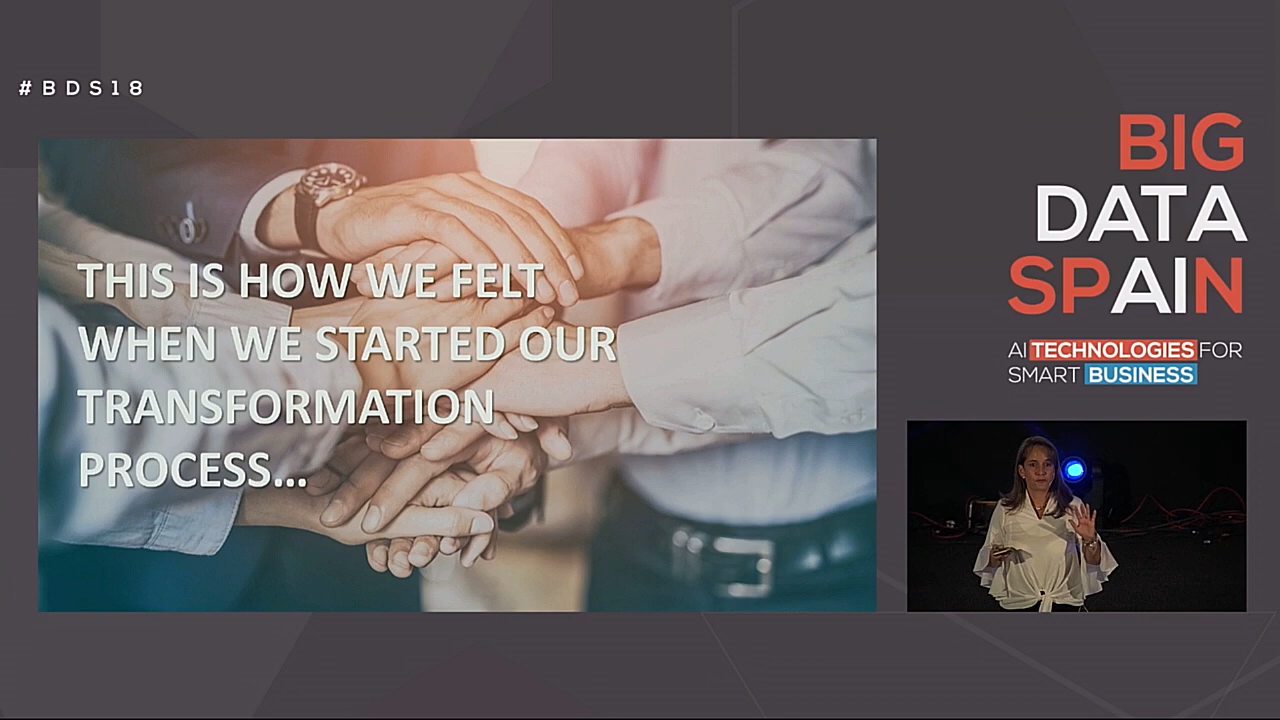 #BDS18
THIS IS HOW WE FELT
WHEN WE STARTED OUR
TRANSFORMATION
PROCESS...
BIG
DATA
SPAIN
AI TECHNOLOGIES FOR
SMART BUSINESS